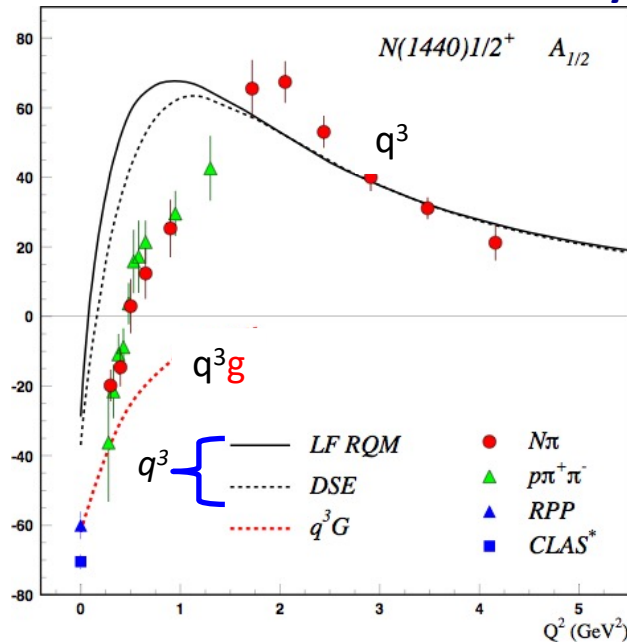 80
N(1440)1/2⁺ A₁/₂
60
40
q³
20
0
-20
q³g
-40
q³
LF RQM
DSE
q³G
Nπ
pπ⁺π⁻
RPP
CLAS*
-60
-80
0 1 2 3 4 5
Q² (GeV²)